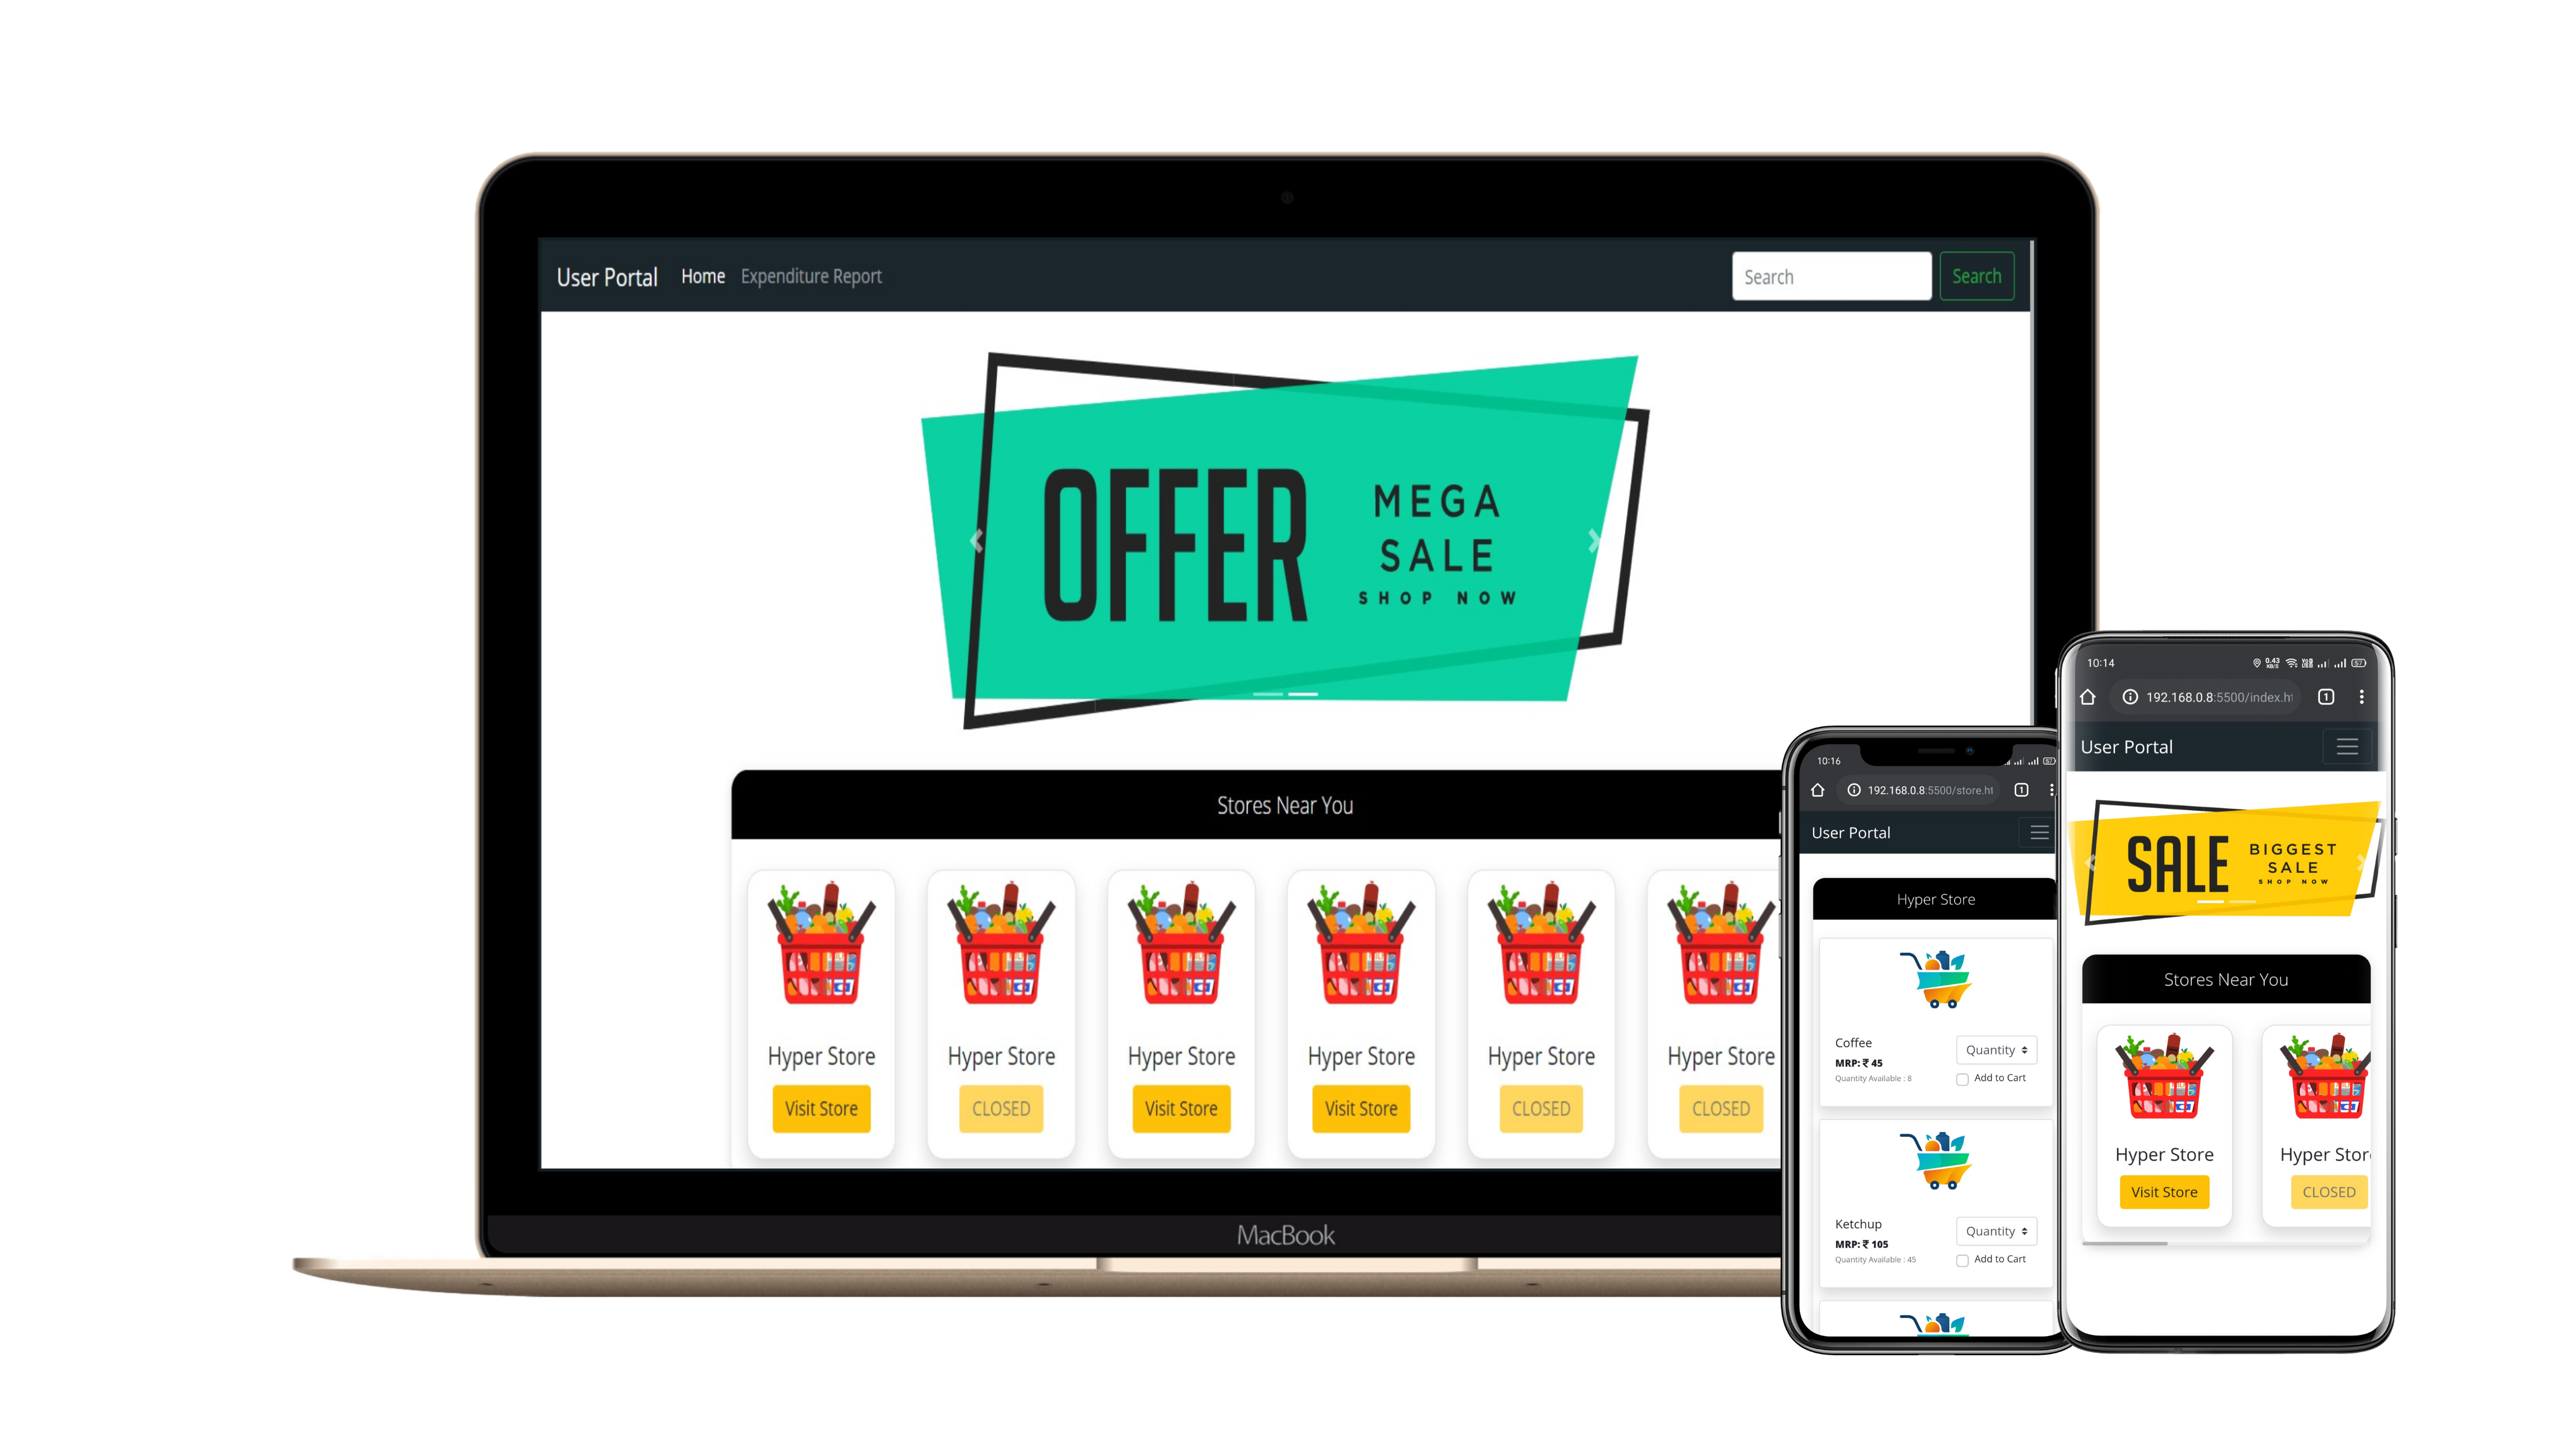 User Portal Home Expenditure Report Search Search
OFFER
MEGA
SALE
SHOP NOW
Stores Near You
Hyper Store Hyper Store Hyper Store Hyper Store Hyper Store Hyper Store
Visit Store CLOSED Visit Store Visit Store CLOSED CLOSED
MacBook
10:16
192.168.0.8:5500/store.ht 1
User Portal
Hyper Store
Coffee
MRP: ₹ 45
Quantity Available : 8
Quantity
Add to Cart
Ketchup
MRP: ₹ 105
Quantity Available : 45
Quantity
Add to Cart
10:14
192.168.0.8:5500/index.ht 1
User Portal
SALE
BIGGEST
SALE
SHOP NOW
Stores Near You
Hyper Store Hyper Stor
Visit Store CLOSED